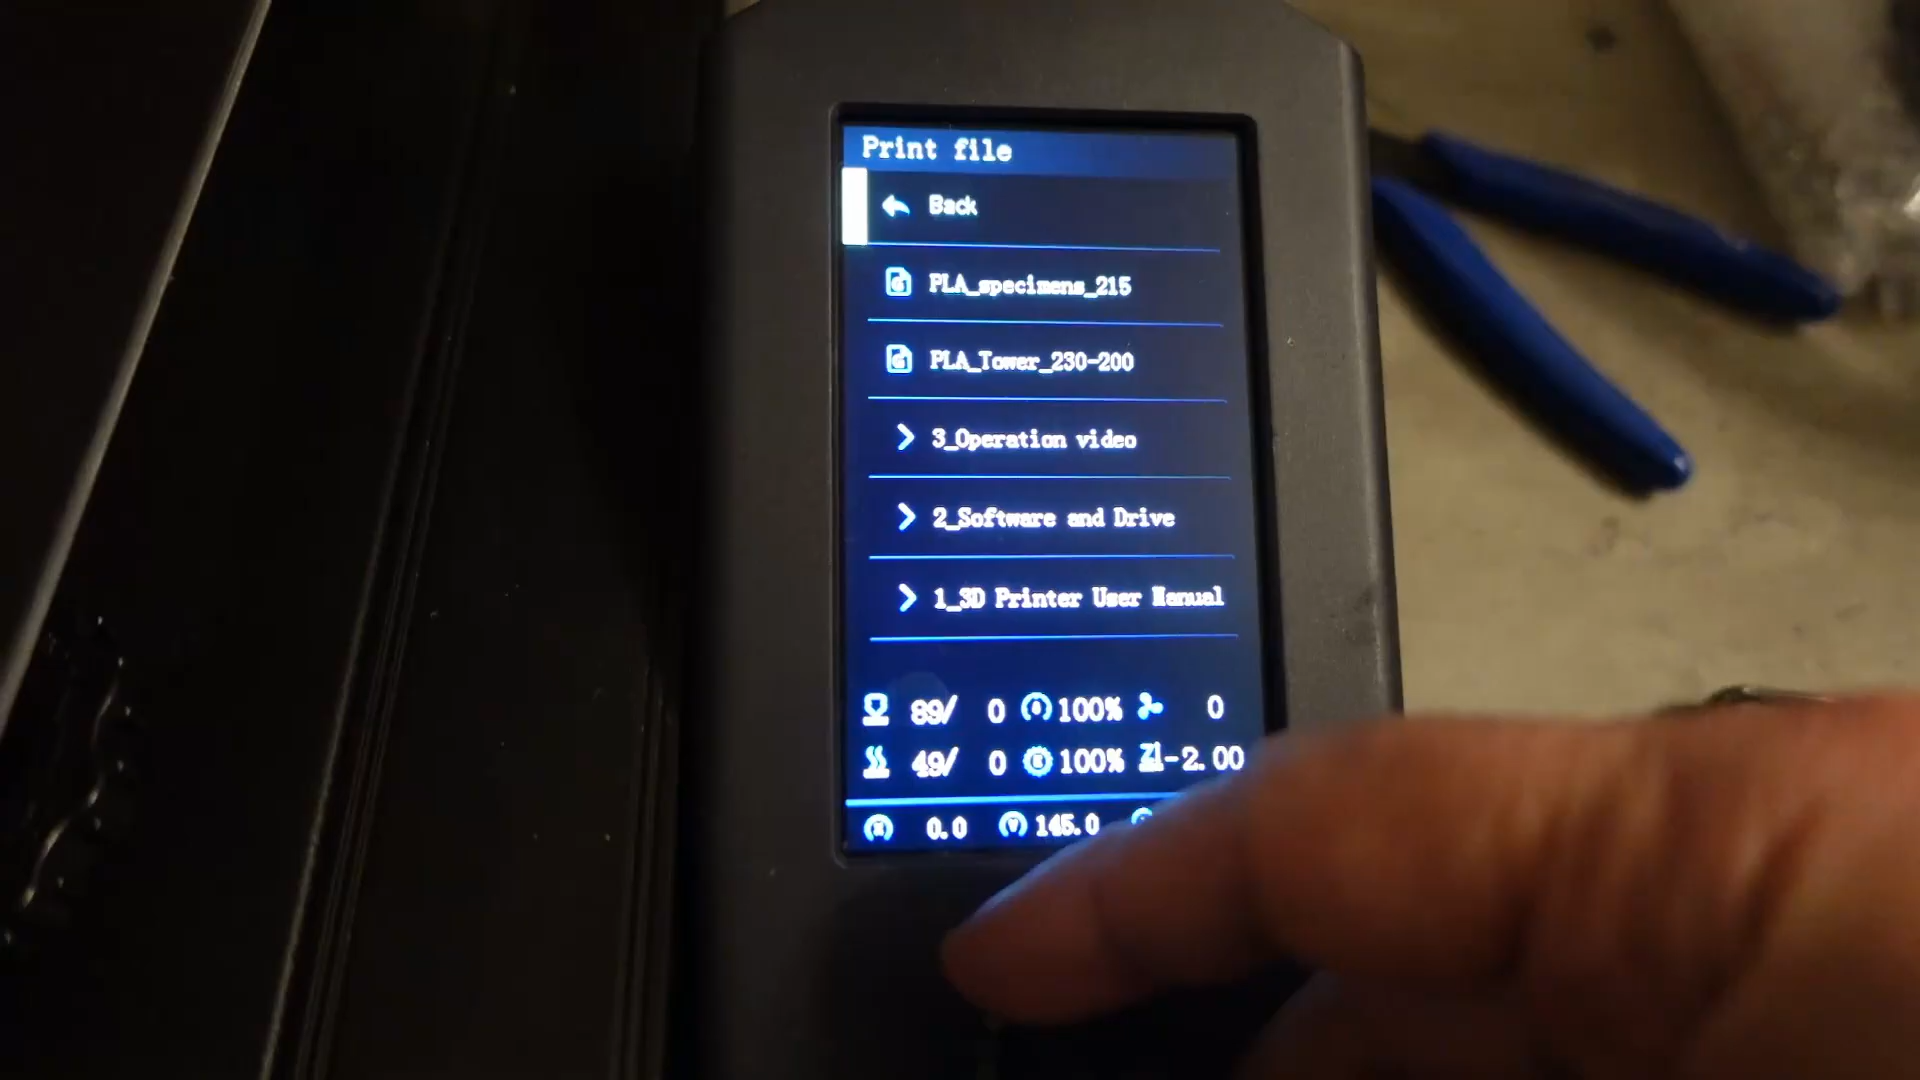 Print file
Back
PLA_specimens_215
PLA_Tower_230-200
3_Operation video
2_Software and Drive
1_3D Printer User Manual
89/ 0 100% 0
49/ 0 E 100% Z -2.00
X 0.0 Y 145.0